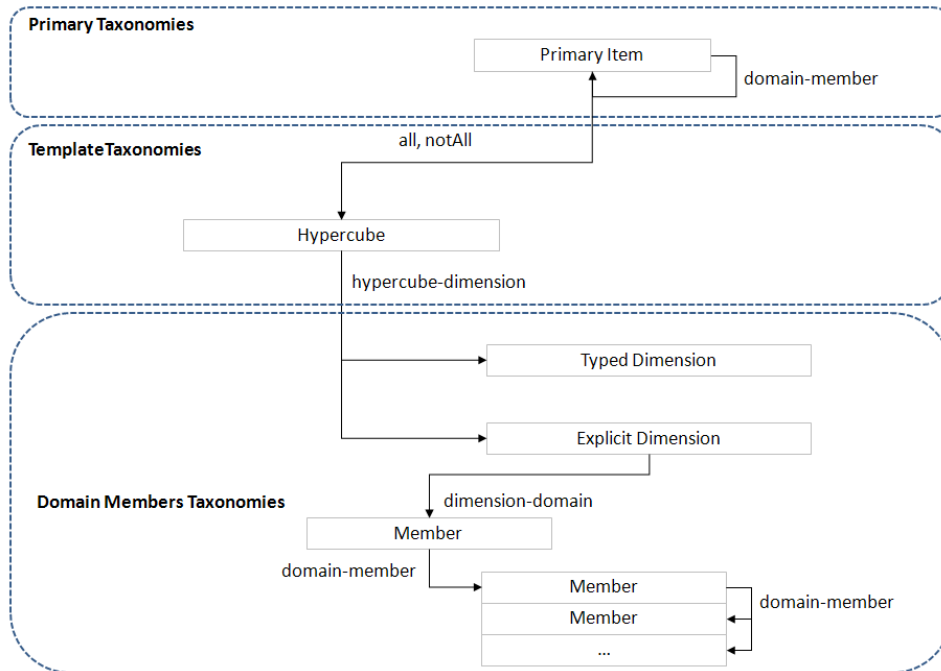 Primary Taxonomies
Primary Item
domain-member
all, notAll
TemplateTaxonomies
Hypercube
hypercube-dimension
Typed Dimension
Explicit Dimension
Domain Members Taxonomies
dimension-domain
Member
domain-member
Member
domain-member
Member
...